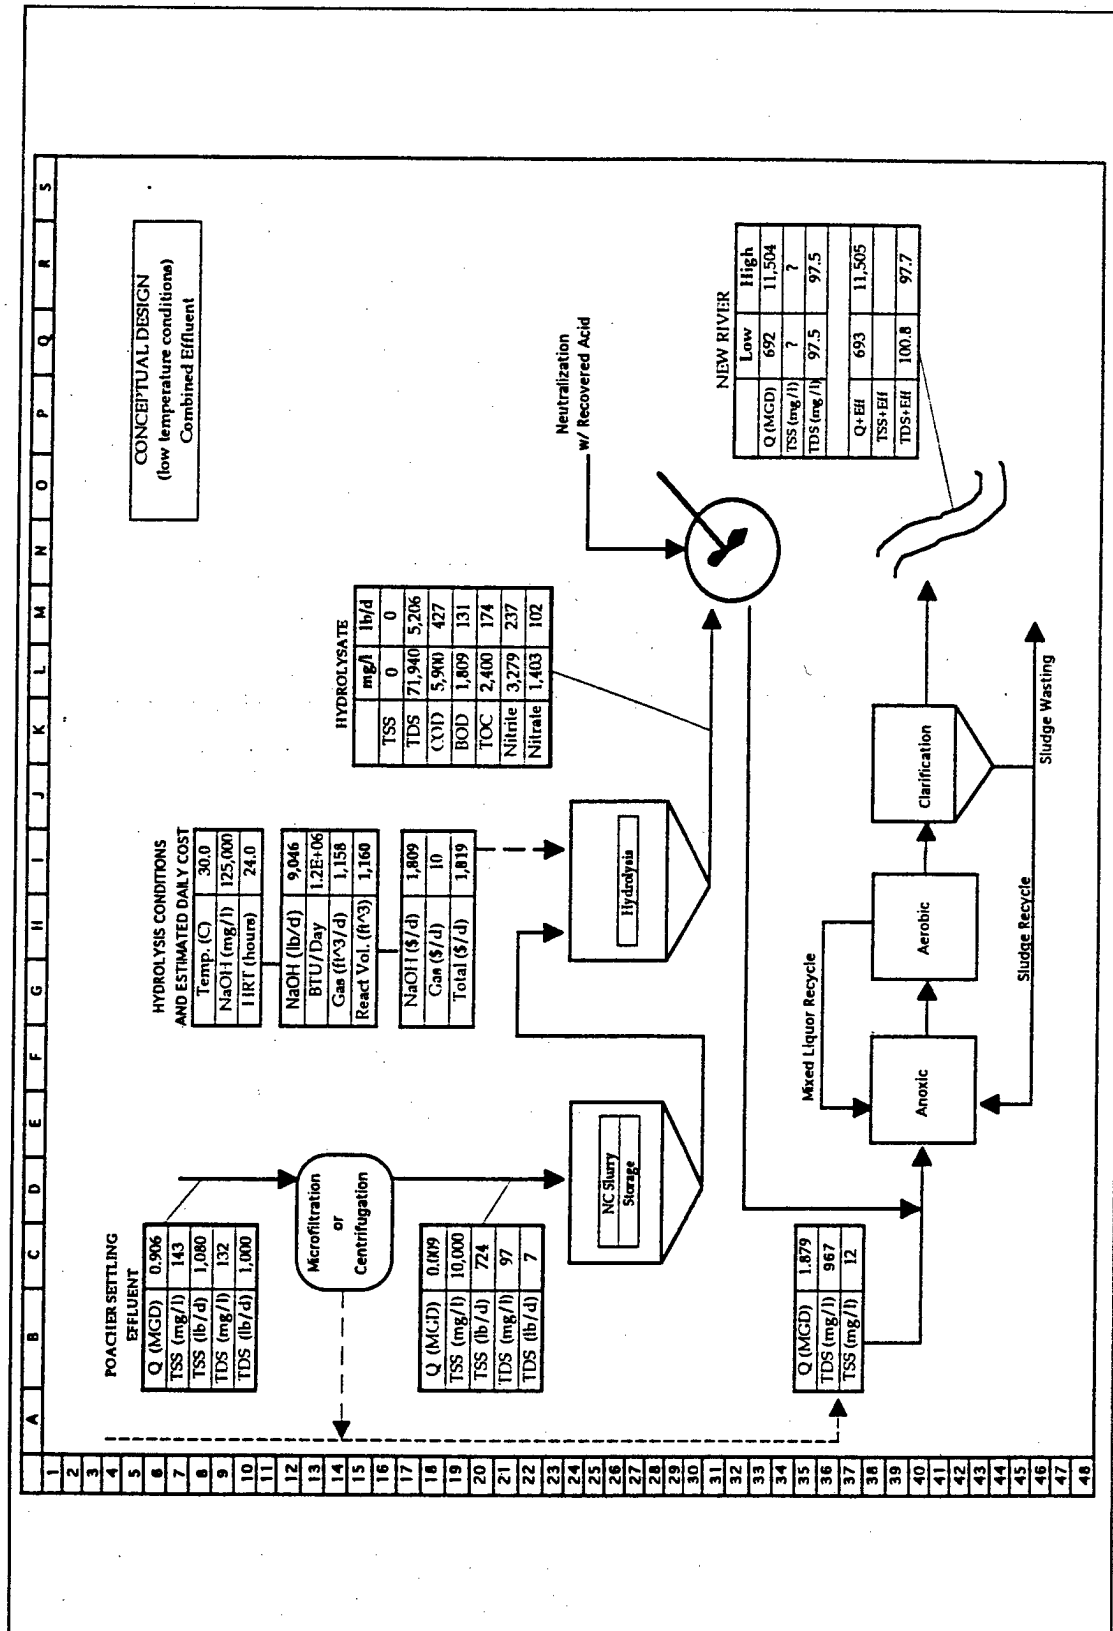 A B C D E F G H I J K L M N O P Q R S
1
2
3
4
5
6
7
8
9
10
11
12
13
14
15
16
17
18
19
20
21
22
23
24
25
26
27
28
29
30
31
32
33
34
35
36
37
38
39
40
41
42
43
44
45
46
47
48
CONCEPTUAL DESIGN
(low temperature conditions)
Combined Effluent
POACHER SETTLING
EFFLUENT
Q (MGD) 0.906
TSS (mg/l) 143
TSS (lb/d) 1,080
TDS (mg/l) 132
TDS (lb/d) 1,000
Microfiltration
or
Centrifugation
Q (MGD) 0.009
TSS (mg/l) 10,000
TSS (lb/d) 724
TDS (mg/l) 97
TDS (lb/d) 7
NC Slurry
Storage
HYDROLYSIS CONDITIONS
AND ESTIMATED DAILY COST
Temp. (C) 30.0
NaOH (mg/l) 125,000
HRT (hours) 24.0
NaOH (lb/d) 9,046
BTU/Day 1.2E+06
Gas (ft^3/d) 1,158
React Vol. (ft^3) 1,160
NaOH ($/d) 1,809
Gas ($/d) 10
Total ($/d) 1,819
Hydrolysis
HYDROLYSATE
mg/l lb/d
TSS 0 0
TDS 71,940 5,206
COD 5,900 427
BOD 1,809 131
TOC 2,400 174
Nitrite 3,279 237
Nitrate 1,403 102
Neutralization
w/ Recovered Acid
NEW RIVER
Low High
Q (MGD) 692 11,504
TSS (mg/l) ? ?
TDS (mg/l) 97.5 97.5
Q+Eff 693 11,505
TSS+Eff
TDS+Eff 100.8 97.7
Q (MGD) 1.879
TDS (mg/l) 967
TSS (mg/l) 12
Mixed Liquor Recycle
Anoxic
Aerobic
Clarification
Sludge Recycle
Sludge Wasting